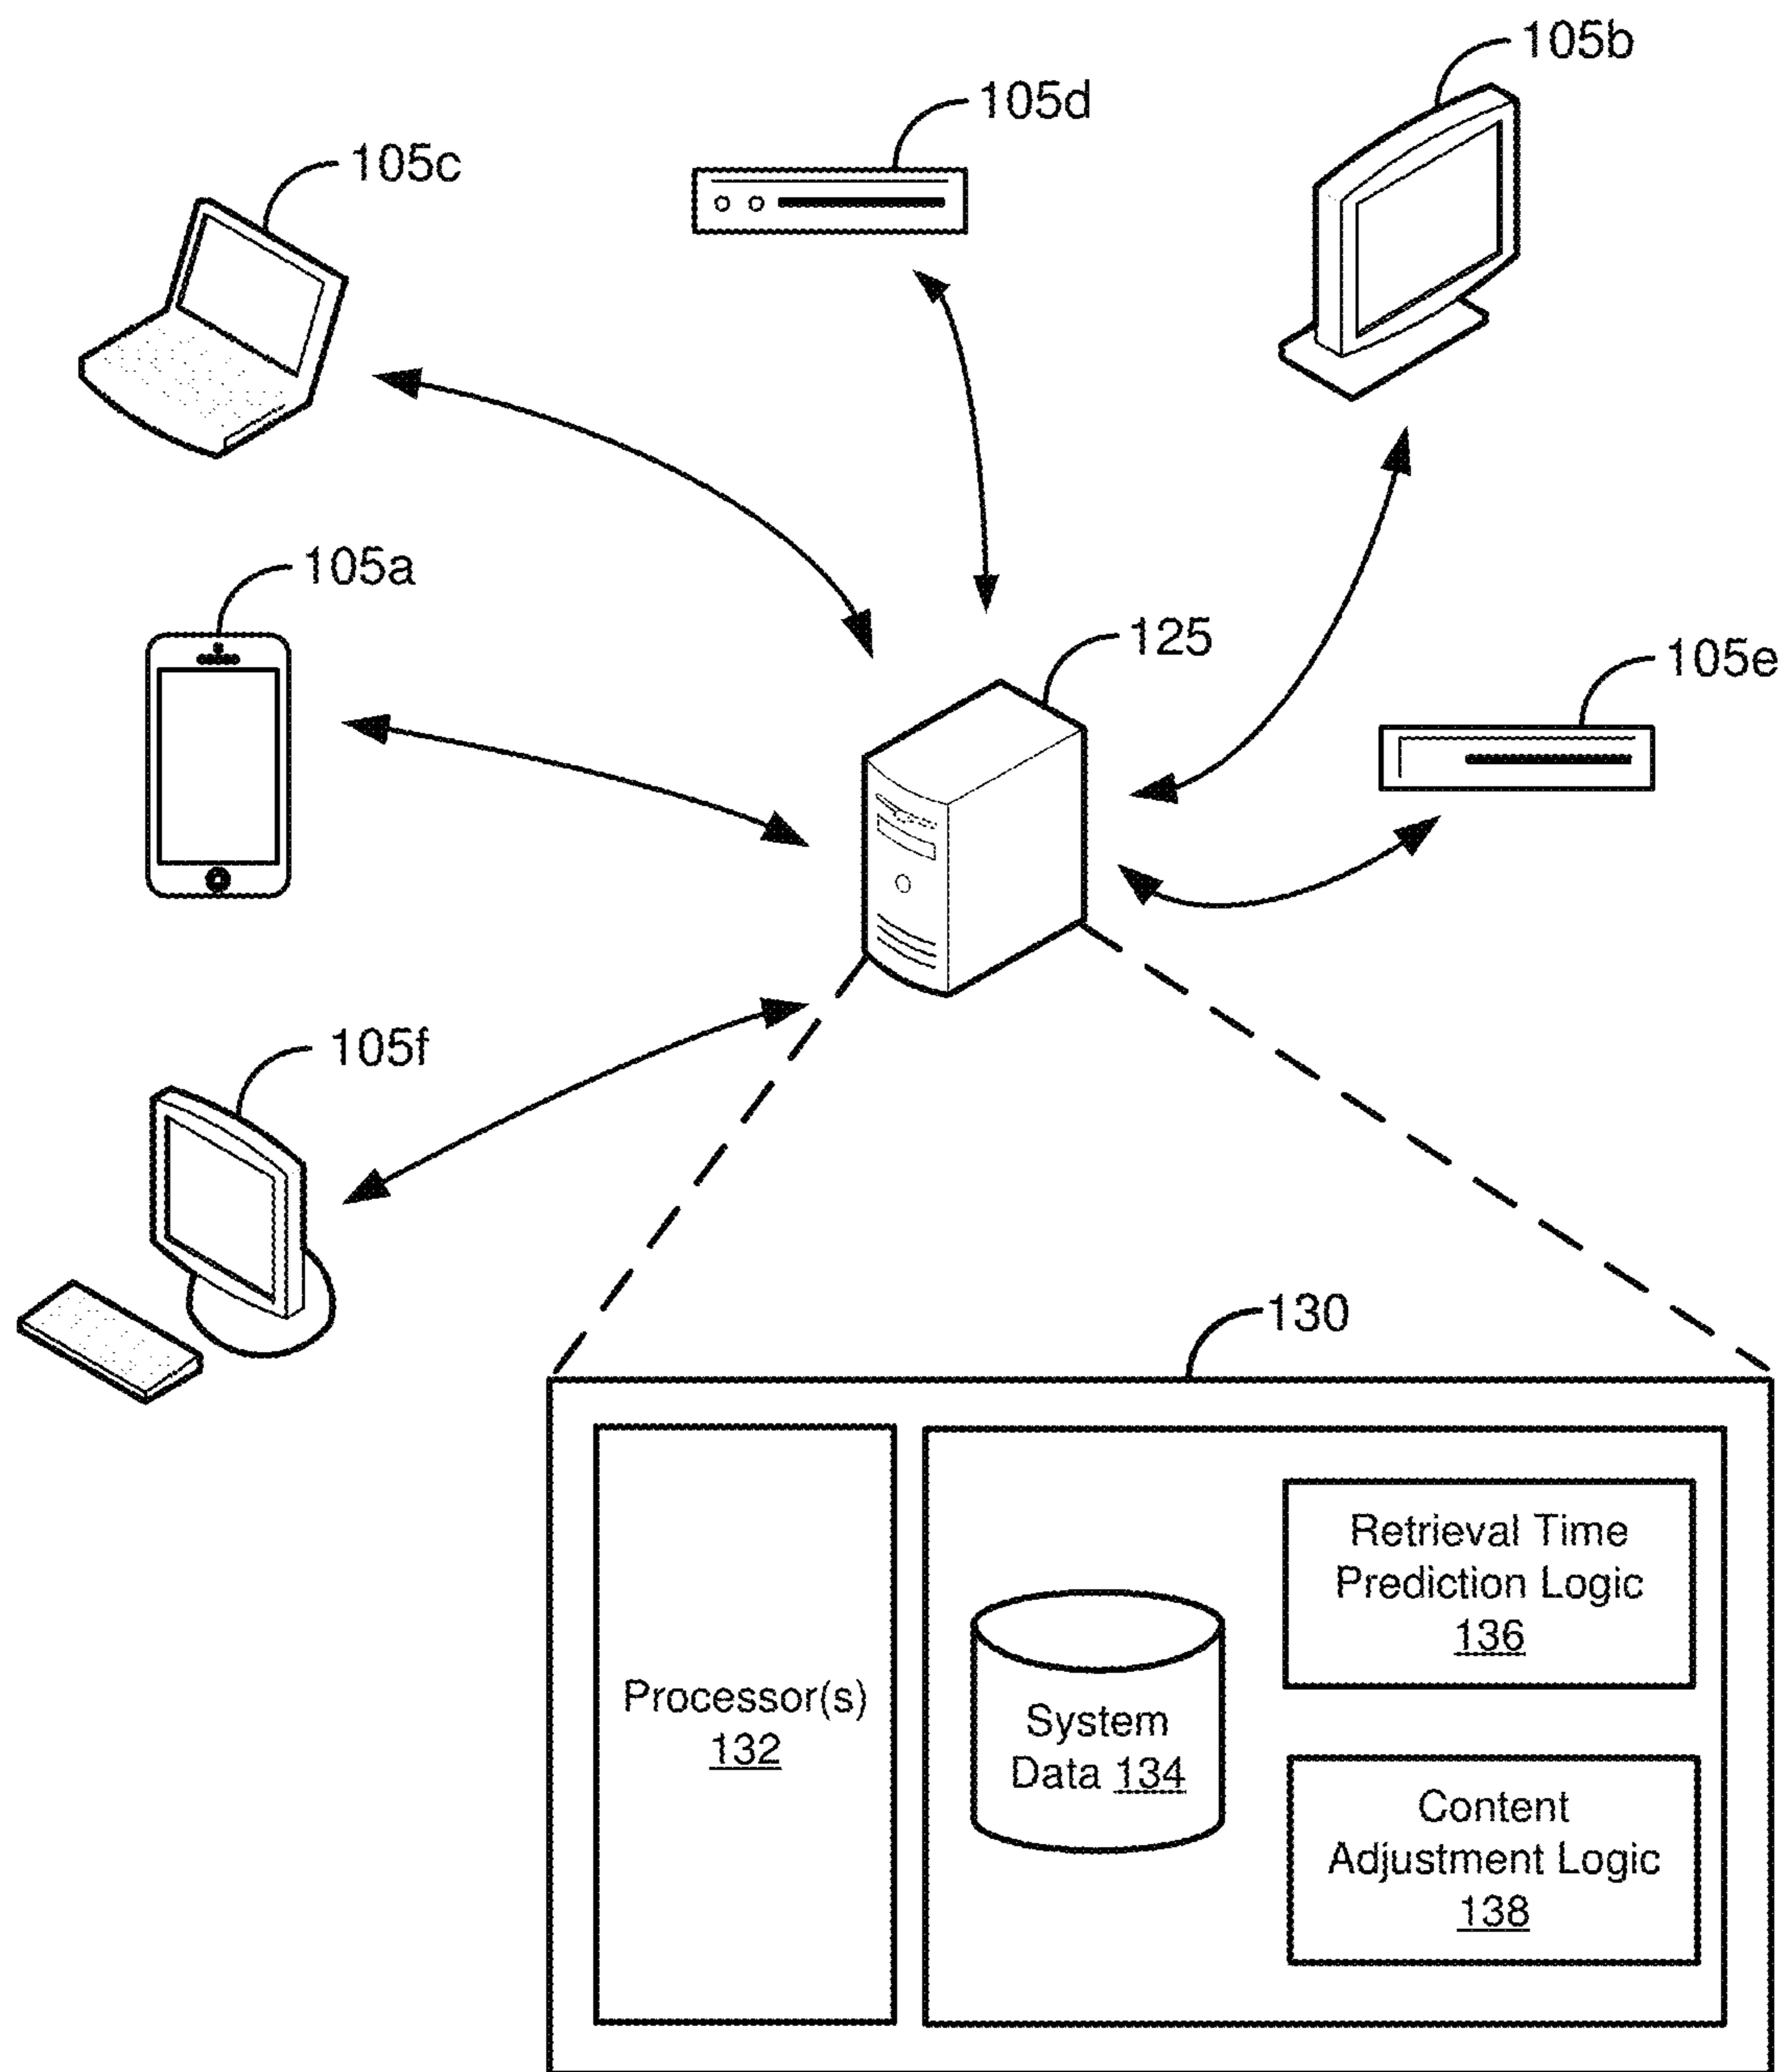 105b
105d
105c
105a
125
105e
105f
130
Retrieval Time
Prediction Logic
136
Processor(s)
132
System
Data 134
Content
Adjustment Logic
138